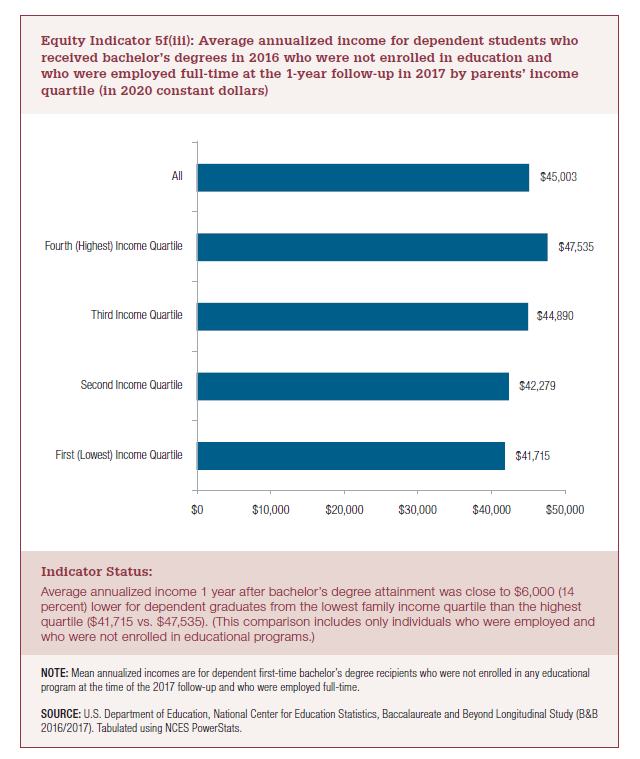 Equity Indicator 5f(iii): Average annualized income for dependent students who
received bachelor's degrees in 2016 who were not enrolled in education and
who were employed full-time at the 1-year follow-up in 2017 by parents' income
quartile (in 2020 constant dollars)
All
$45,003
Fourth (Highest) Income Quartile
$47,535
Third Income Quartile
$44,890
Second Income Quartile
$42,279
First (Lowest) Income Quartile
$41,715
$0 $10,000 $20,000 $30,000 $40,000 $50,000
Indicator Status:
Average annualized income 1 year after bachelor's degree attainment was close to $6,000 (14
percent) lower for dependent graduates from the lowest family income quartile than the highest
quartile ($41,715 vs. $47,535). (This comparison includes only individuals who were employed and
who were not enrolled in educational programs.)
NOTE: Mean annualized incomes are for dependent first-time bachelor's degree recipients who were not enrolled in any educational
program at the time of the 2017 follow-up and who were employed full-time.
SOURCE: U.S. Department of Education, National Center for Education Statistics, Baccalaureate and Beyond Longitudinal Study (B&B
2016/2017). Tabulated using NCES PowerStats.